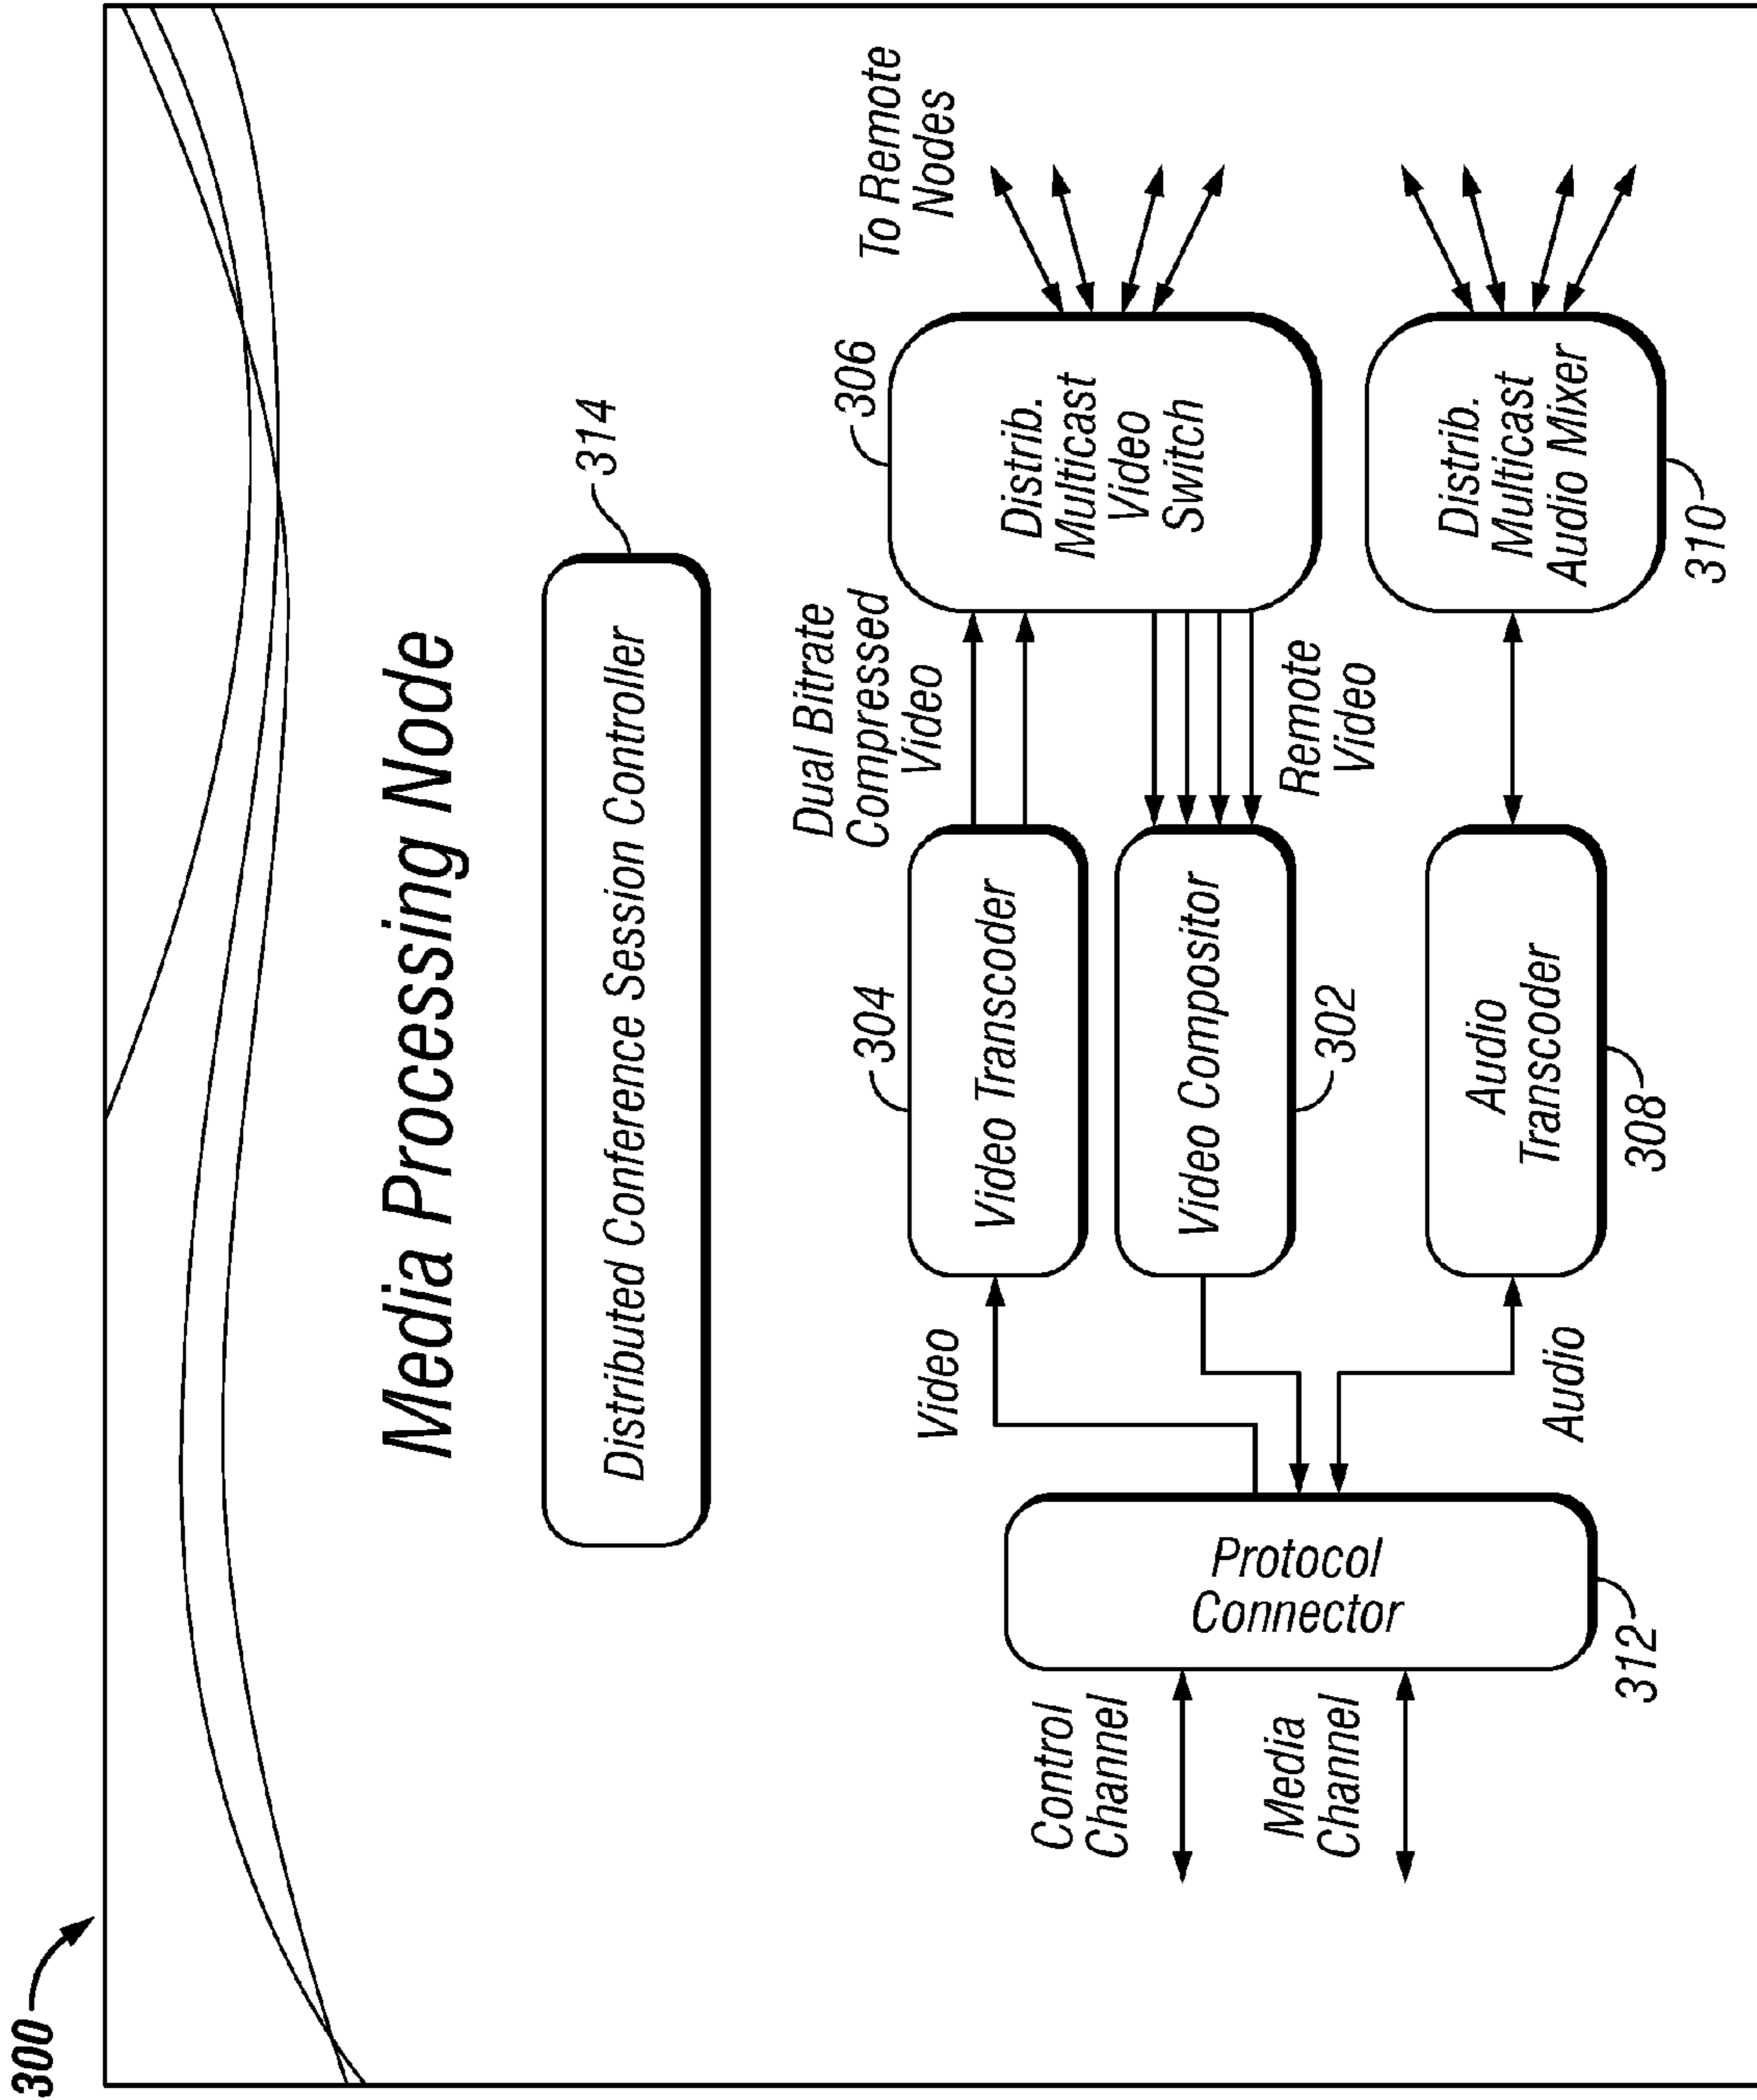 300
Media Processing Node
314
Distributed Conference Session Controller
Dual Bitrate
Compressed
Video
306
To Remote
Nodes
304
Video
Video Transcoder
Distrib.
Multicast
Video
Switch
Control
Channel
Protocol
Connector
Video Compositor
302
Remote
Video
Media
Channel
Audio
Audio
Transcoder
Distrib.
Multicast
Audio Mixer
312
308
310